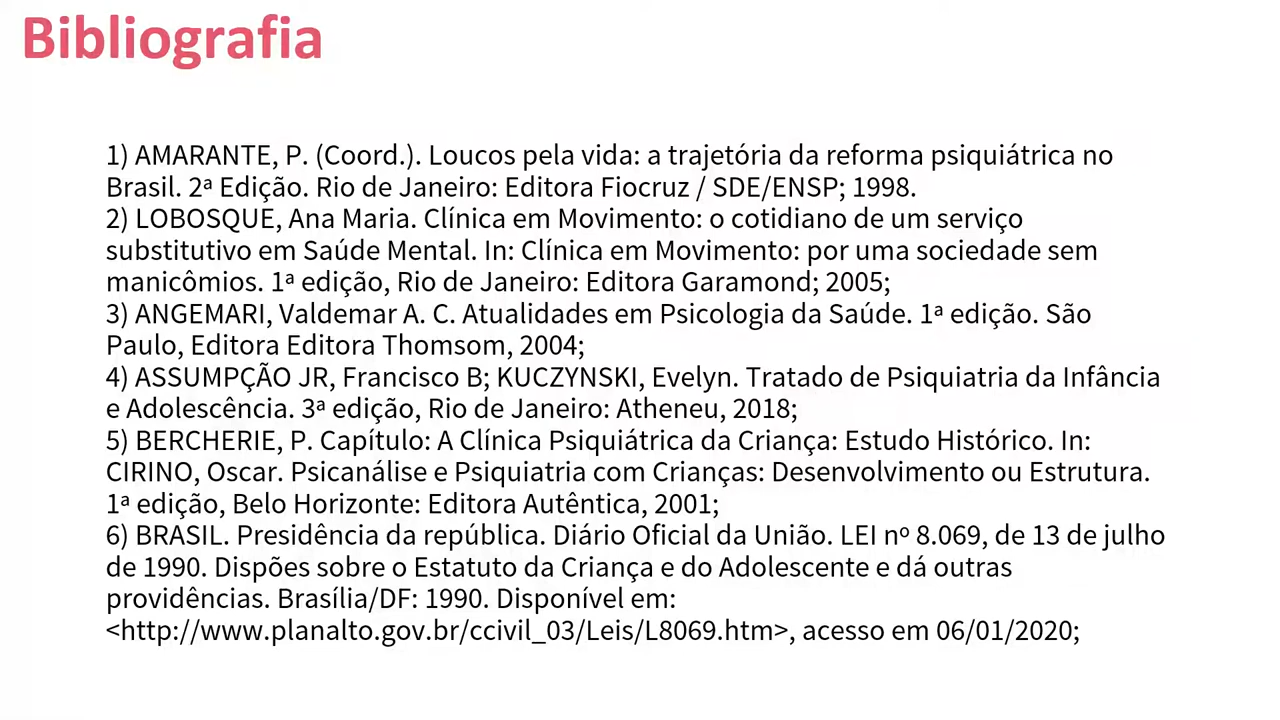 Bibliografia
1) AMARANTE, P. (Coord.). Loucos pela vida: a trajetória da reforma psiquiátrica no
Brasil. 2ª Edição. Rio de Janeiro: Editora Fiocruz / SDE/ENSP; 1998.
2) LOBOSQUE, Ana Maria. Clínica em Movimento: o cotidiano de um serviço
substitutivo em Saúde Mental. In: Clínica em Movimento: por uma sociedade sem
manicômios. 1ª edição, Rio de Janeiro: Editora Garamond; 2005;
3) ANGEMARI, Valdemar A. C. Atualidades em Psicologia da Saúde. 1ª edição. São
Paulo, Editora Editora Thomsom, 2004;
4) ASSUMPÇÃO JR, Francisco B; KUCZYNSKI, Evelyn. Tratado de Psiquiatria da Infância
e Adolescência. 3ª edição, Rio de Janeiro: Atheneu, 2018;
5) BERCHERIE, P. Capítulo: A Clínica Psiquiátrica da Criança: Estudo Histórico. In:
CIRINO, Oscar. Psicanálise e Psiquiatria com Crianças: Desenvolvimento ou Estrutura.
1ª edição, Belo Horizonte: Editora Autêntica, 2001;
6) BRASIL. Presidência da república. Diário Oficial da União. LEI nº 8.069, de 13 de julho
de 1990. Dispões sobre o Estatuto da Criança e do Adolescente e dá outras
providências. Brasília/DF: 1990. Disponível em:
<http://www.planalto.gov.br/ccivil_03/Leis/L8069.htm>, acesso em 06/01/2020;